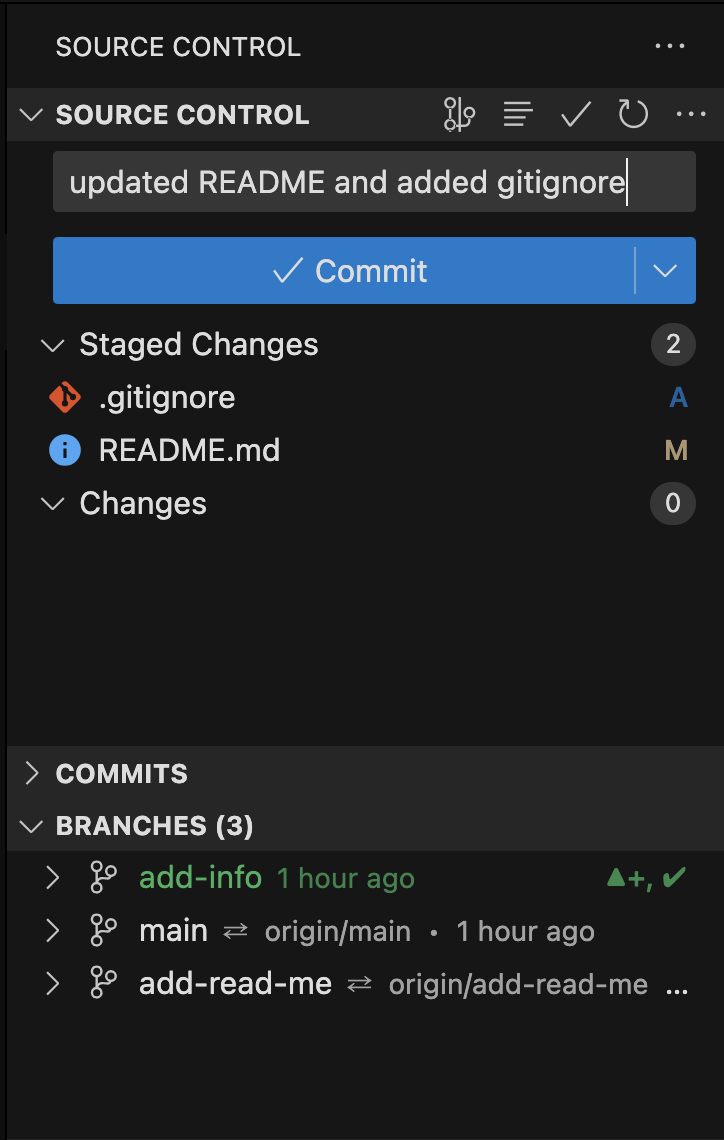 SOURCE CONTROL
SOURCE CONTROL
updated README and added gitignore
Commit
Staged Changes 2
.gitignore A
README.md M
Changes 0
COMMITS
BRANCHES (3)
add-info 1 hour ago ▲+, ✔
main ⇄ origin/main • 1 hour ago
add-read-me ⇄ origin/add-read-me ...